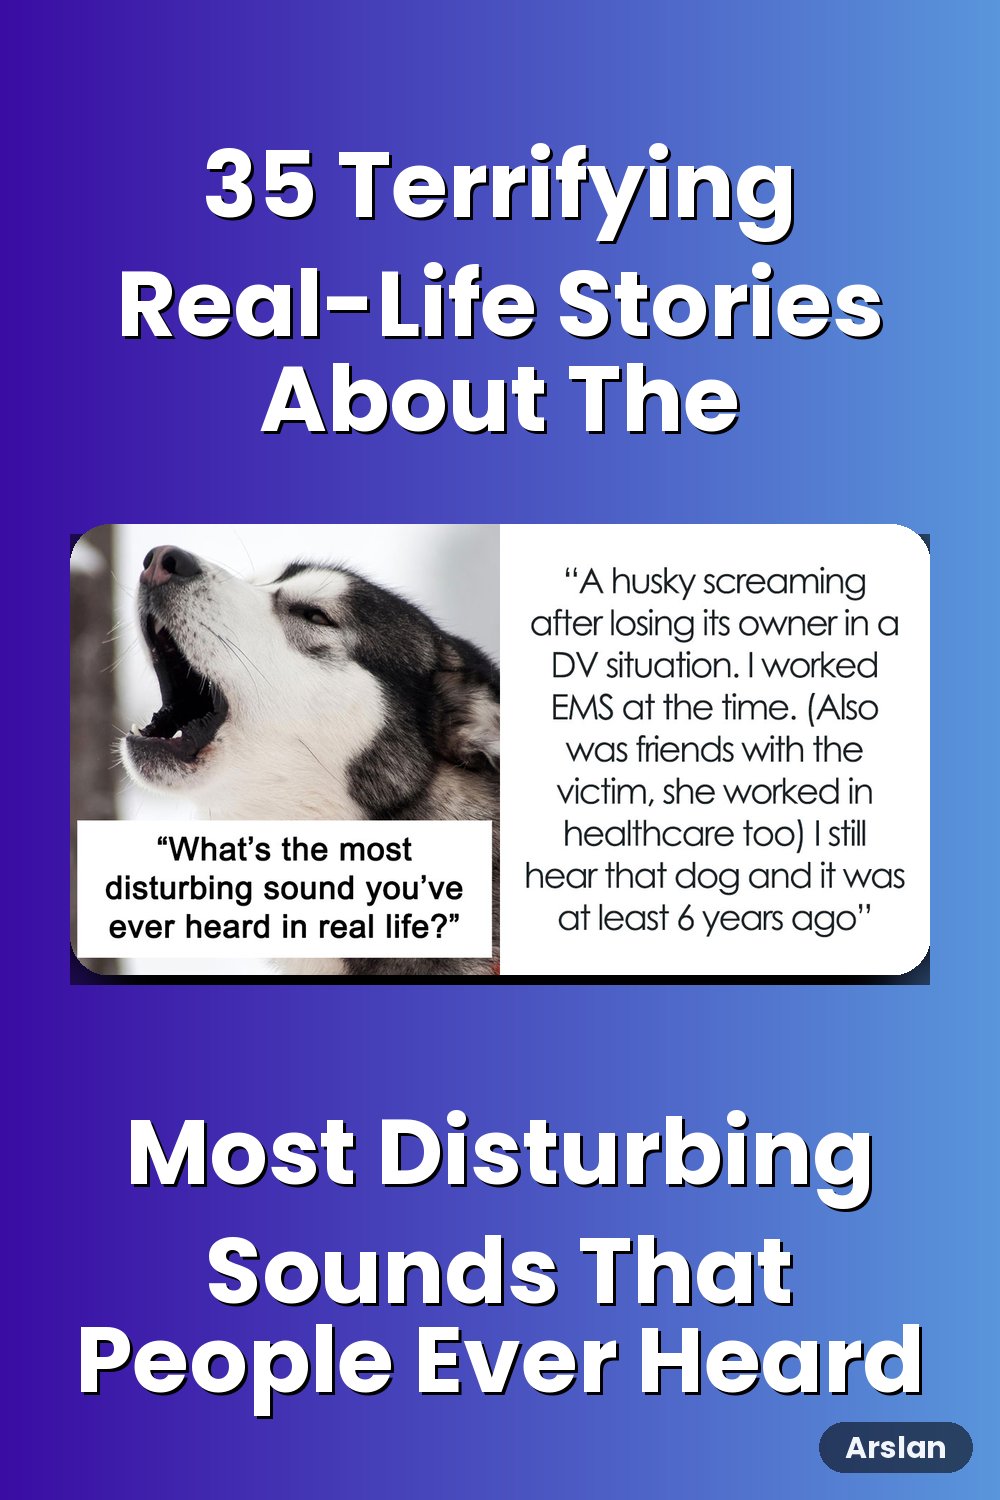 35 Terrifying
Real-Life Stories
About The
“What’s the most
disturbing sound you’ve
ever heard in real life?”
“A husky screaming
after losing its owner in a
DV situation. I worked
EMS at the time. (Also
was friends with the
victim, she worked in
healthcare too) I still
hear that dog and it was
at least 6 years ago”
Most Disturbing
Sounds That
People Ever Heard
Arslan